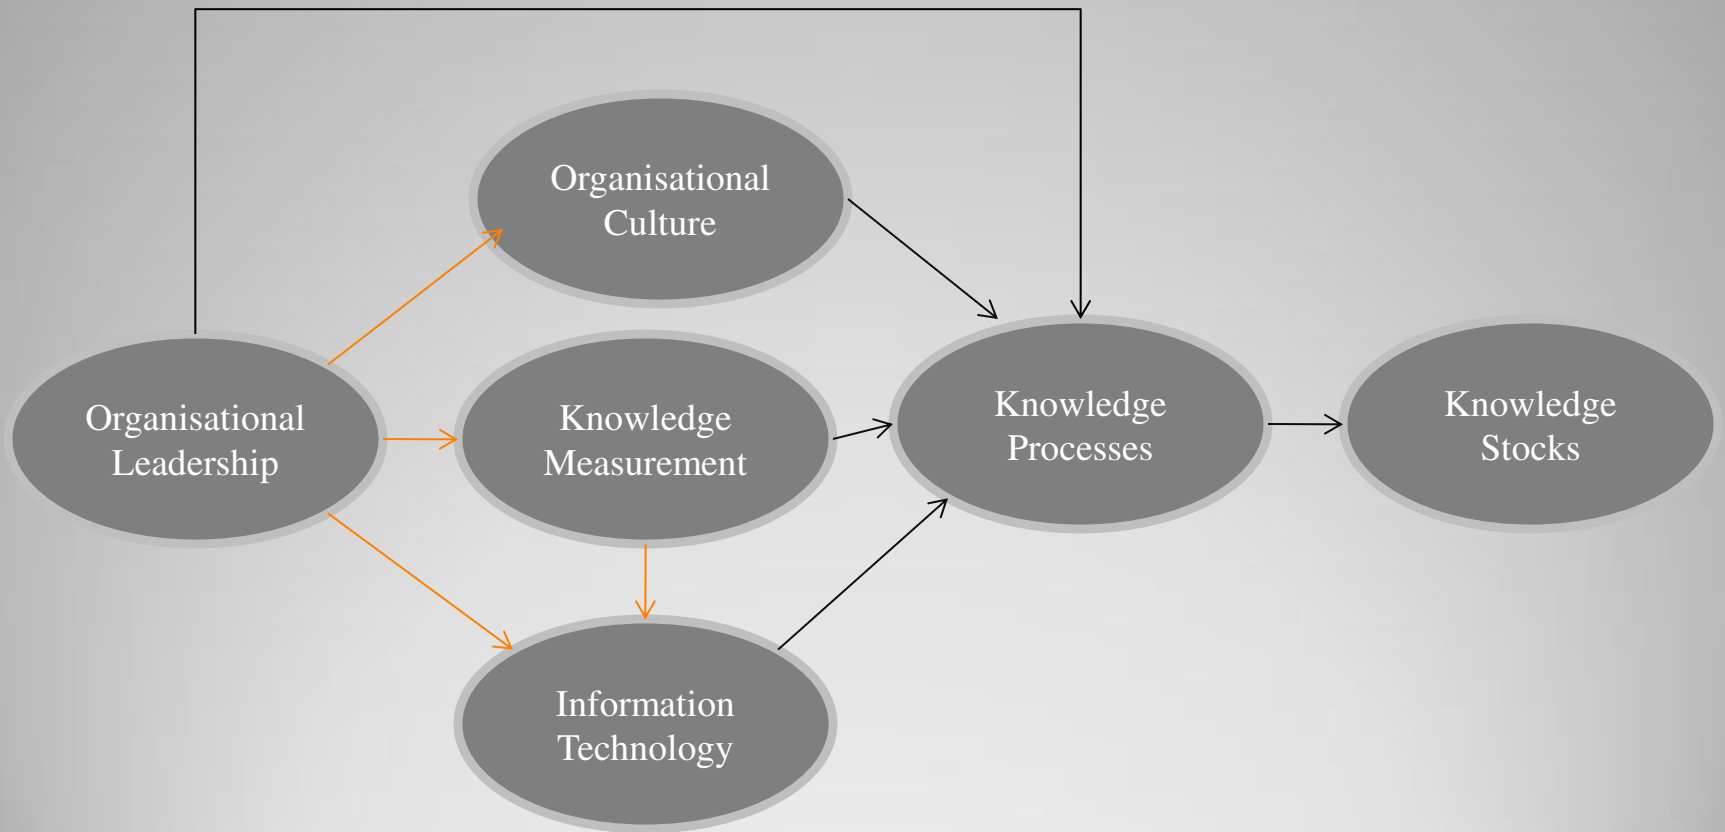 Organisational
Culture
Organisational
Leadership
Knowledge
Measurement
Knowledge
Processes
Knowledge
Stocks
Information
Technology